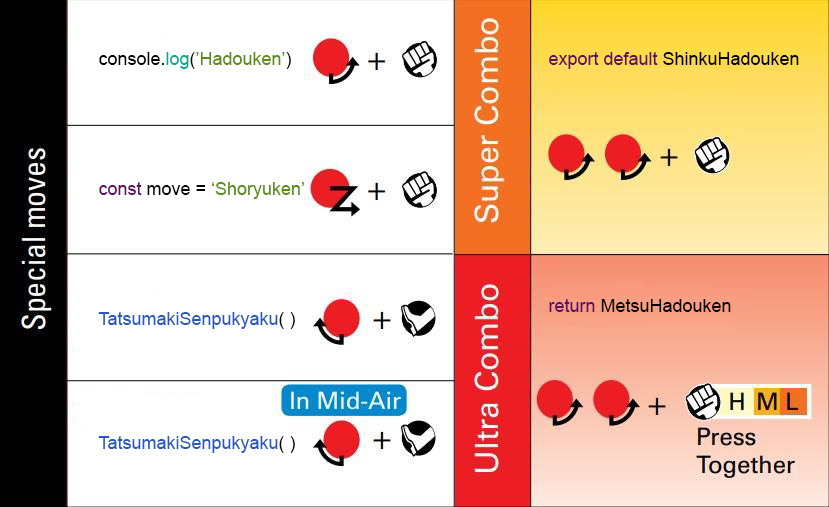 Special moves
console.log(’Hadouken’)
+
const move = ‘Shoryuken’
+
TatsumakiSenpukyaku( )
+
In Mid-Air
TatsumakiSenpukyaku( )
+
Super Combo
export default ShinkuHadouken
+
Ultra Combo
return MetsuHadouken
+ H M L
Press
Together